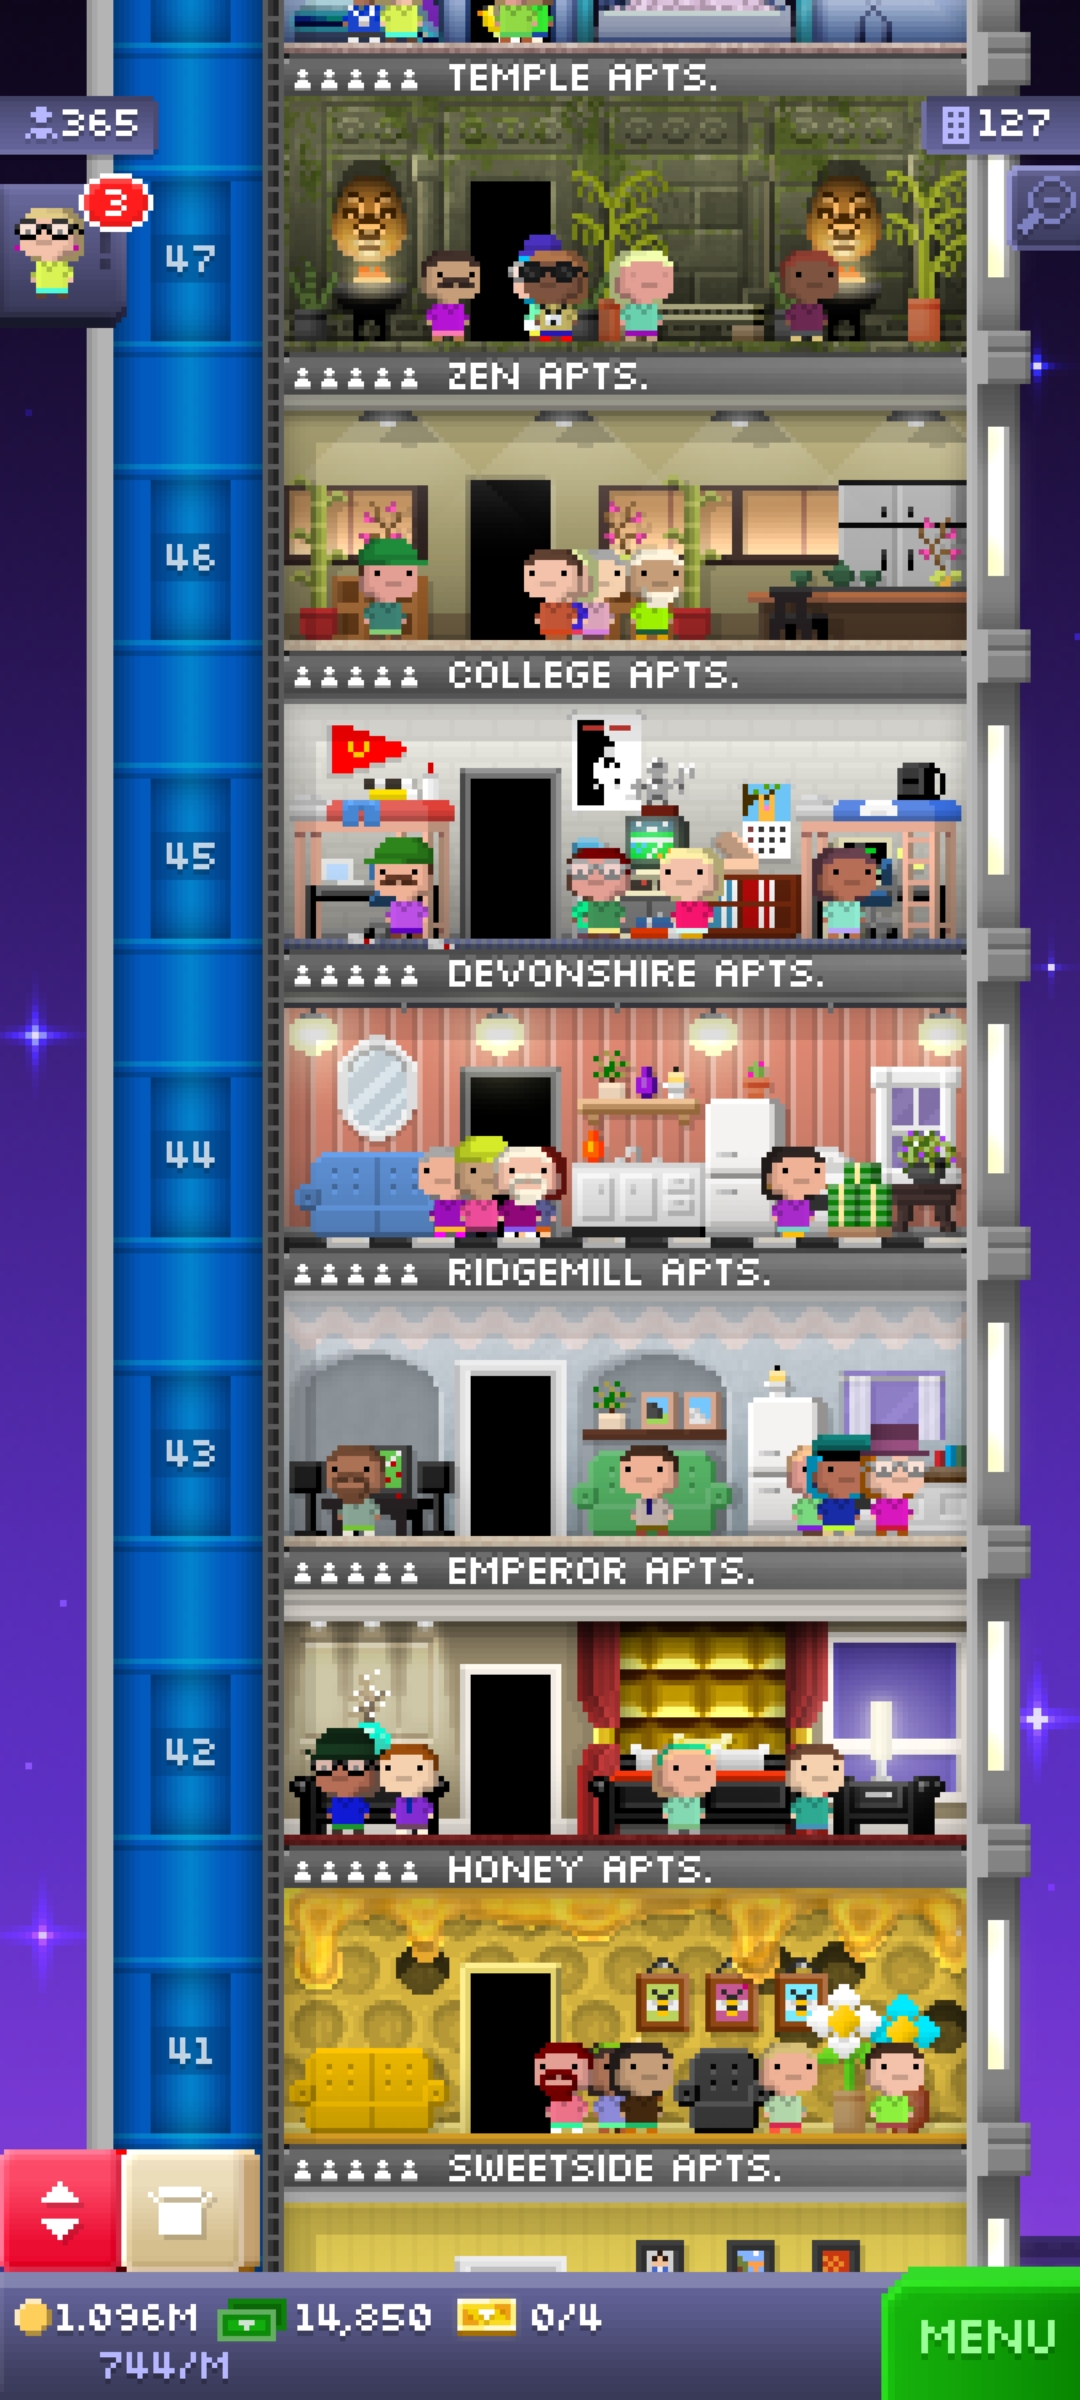 TEMPLE APTS.
365
127
3
47
ZEN APTS.
46
COLLEGE APTS.
45
DEVONSHIRE APTS.
44
RIDGEMILL APTS.
43
EMPEROR APTS.
42
HONEY APTS.
41
SWEETSIDE APTS.
1.096M 14,850 0/4
744/M
MENU